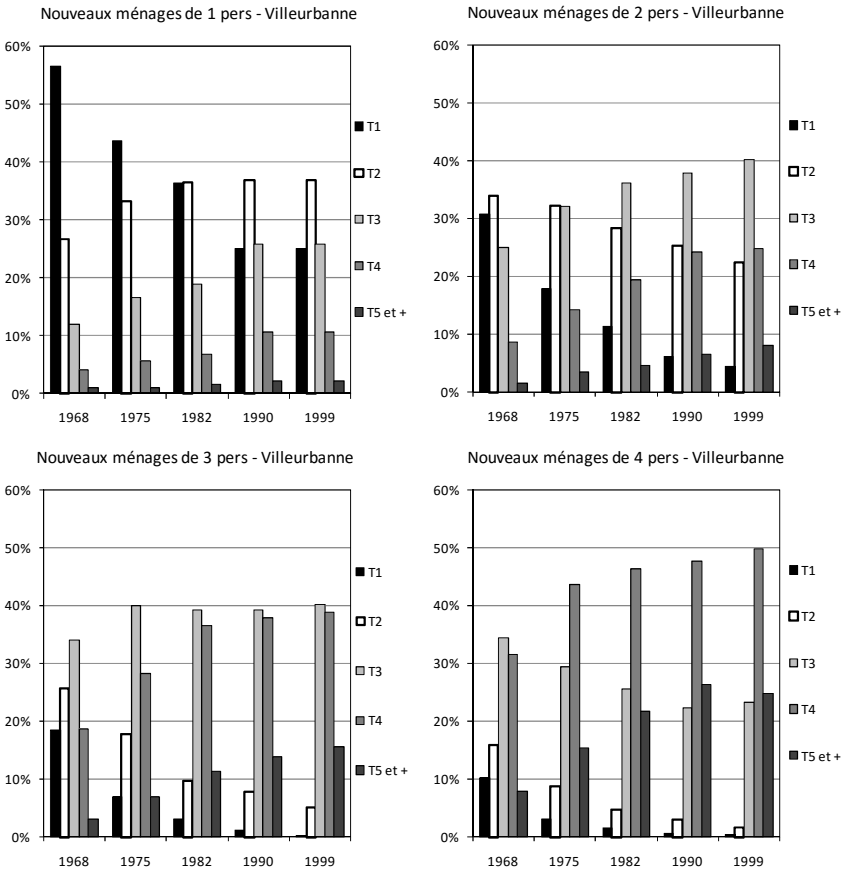 Nouveaux ménages de 1 pers - Villeurbanne
60%
50%
40%
30%
20%
10%
0%
1968 1975 1982 1990 1999
T1
T2
T3
T4
T5 et +
Nouveaux ménages de 2 pers - Villeurbanne
60%
50%
40%
30%
20%
10%
0%
1968 1975 1982 1990 1999
T1
T2
T3
T4
T5 et +
Nouveaux ménages de 3 pers - Villeurbanne
60%
50%
40%
30%
20%
10%
0%
1968 1975 1982 1990 1999
T1
T2
T3
T4
T5 et +
Nouveaux ménages de 4 pers - Villeurbanne
60%
50%
40%
30%
20%
10%
0%
1968 1975 1982 1990 1999
T1
T2
T3
T4
T5 et +